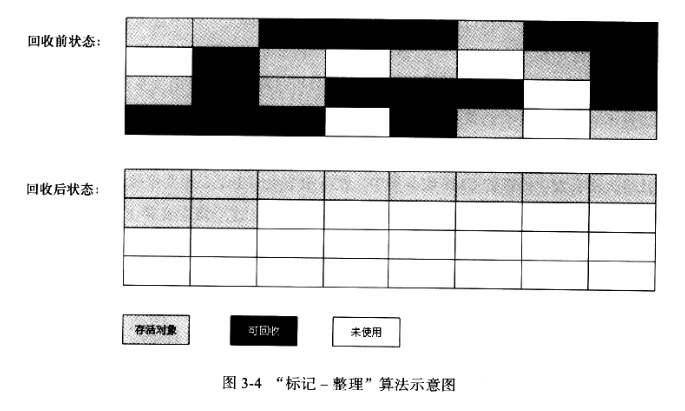 回收前状态:
回收后状态:
存活对象
可回收
未使用
图 3-4 “标记 – 整理”算法示意图